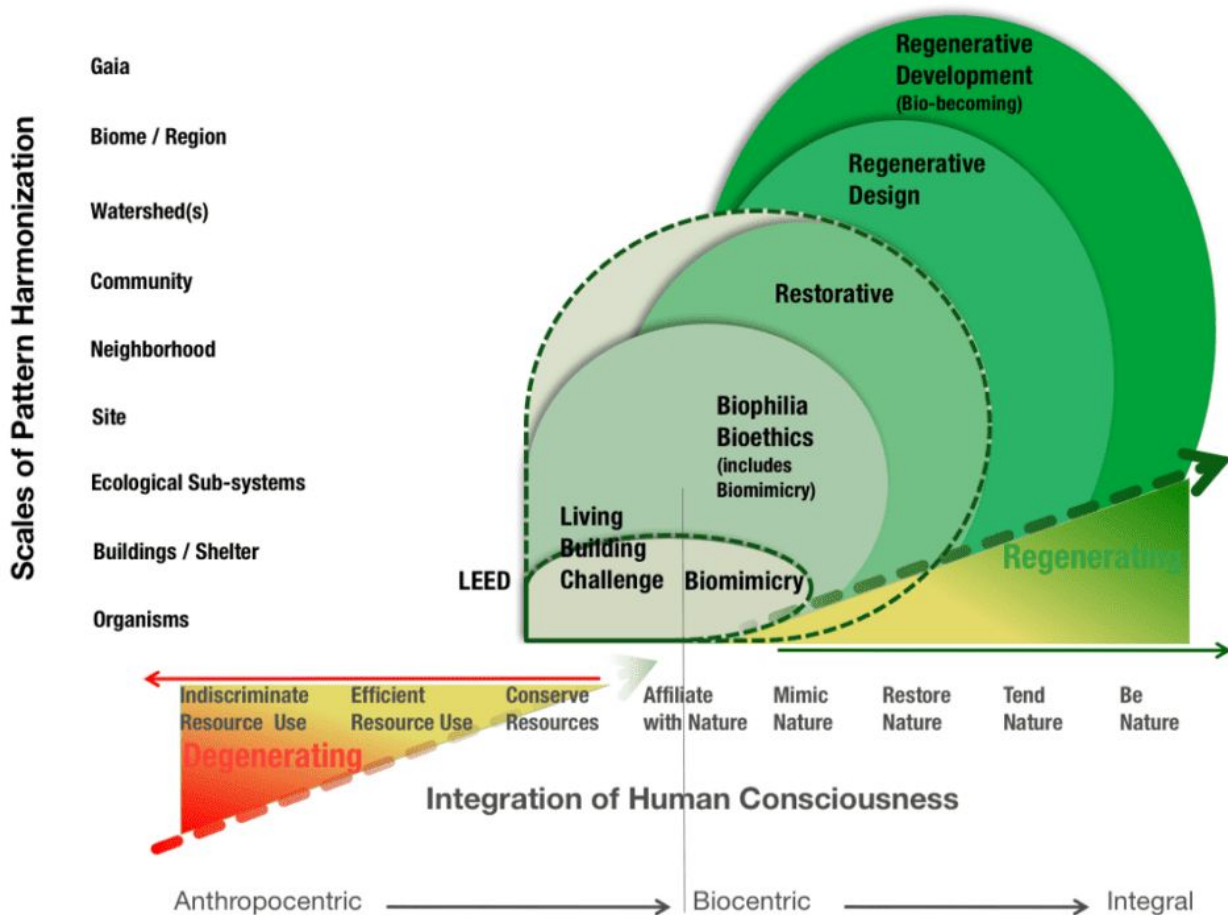 Scales of Pattern Harmonization
Gaia
Biome / Region
Watershed(s)
Community
Neighborhood
Site
Ecological Sub-systems
Buildings / Shelter
Organisms
Regenerative
Development
(Bio-becoming)
Regenerative
Design
Restorative
Biophilia
Bioethics
(includes
Biomimicry)
Living
Building
Challenge
LEED
Biomimicry
Regenerating
Indiscriminate
Resource Use
Efficient
Resource Use
Conserve
Resources
Affiliate
with Nature
Mimic
Nature
Restore
Nature
Tend
Nature
Be
Nature
Degenerating
Integration of Human Consciousness
Anthropocentric
Biocentric
Integral